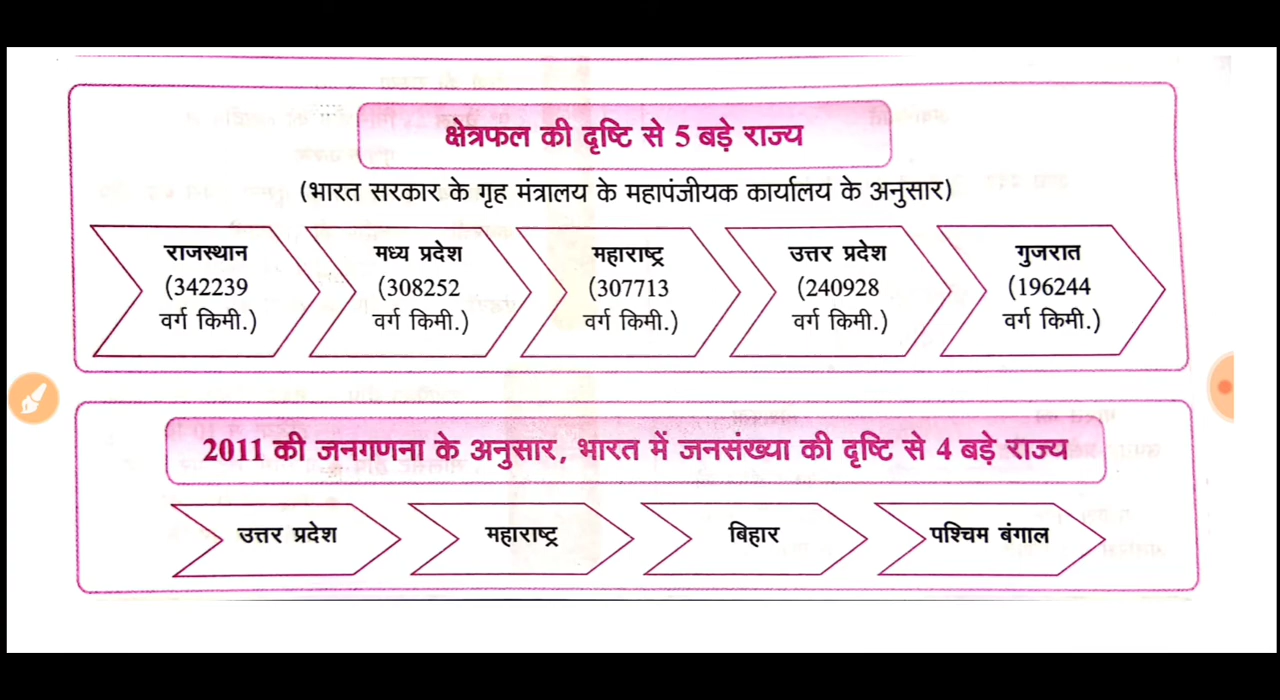 क्षेत्रफल की दृष्टि से 5 बड़े राज्य
(भारत सरकार के गृह मंत्रालय के महापंजीयक कार्यालय के अनुसार)
राजस्थान
(342239
वर्ग किमी.)
मध्य प्रदेश
(308252
वर्ग किमी.)
महाराष्ट्र
(307713
वर्ग किमी.)
उत्तर प्रदेश
(240928
वर्ग किमी.)
गुजरात
(196244
वर्ग किमी.)
2011 की जनगणना के अनुसार, भारत में जनसंख्या की दृष्टि से 4 बड़े राज्य
उत्तर प्रदेश
महाराष्ट्र
बिहार
पश्चिम बंगाल